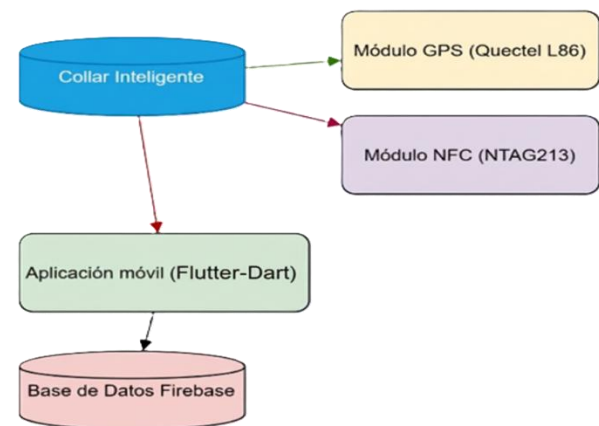 Collar Inteligente
Módulo GPS (Quectel L86)
Módulo NFC (NTAG213)
Aplicación móvil (Flutter-Dart)
Base de Datos Firebase